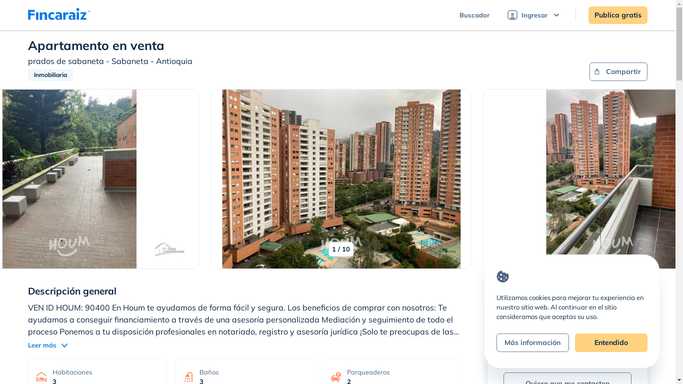 Fincaraiz
Buscador
Ingresar
Publica gratis
Apartamento en venta
prados de sabaneta - Sabaneta - Antioquia
Inmobiliaria
Compartir
HOUM
HOUM
HOUM
1 / 10
Descripción general
VEN ID HOUM: 90400 En Houm te ayudamos de forma fácil y segura. Los beneficios de comprar con nosotros: Te
ayudamos a conseguir financiamiento a través de una asesoría personalizada Mediación y seguimiento de todo el
proceso Ponemos a tu disposición profesionales en notariado, registro y asesoría jurídica ¡Solo te preocupas de las...
Leer más
Habitaciones
3
Baños
3
Parqueaderos
2
Utilizamos cookies para mejorar tu experiencia en
nuestro sitio web. Al continuar en el sitio
consideramos que aceptas su uso.
Más información
Entendido
Quiero que me contacten